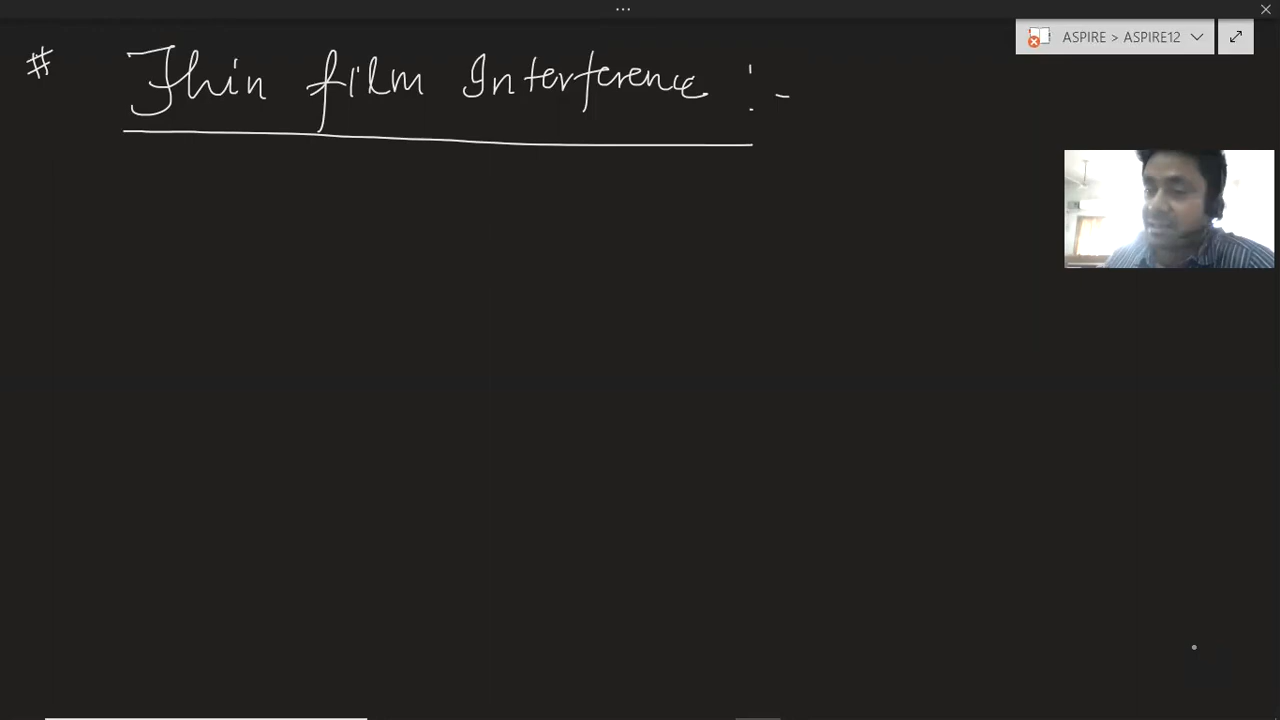 # Thin film Interference :-
ASPIRE > ASPIRE12